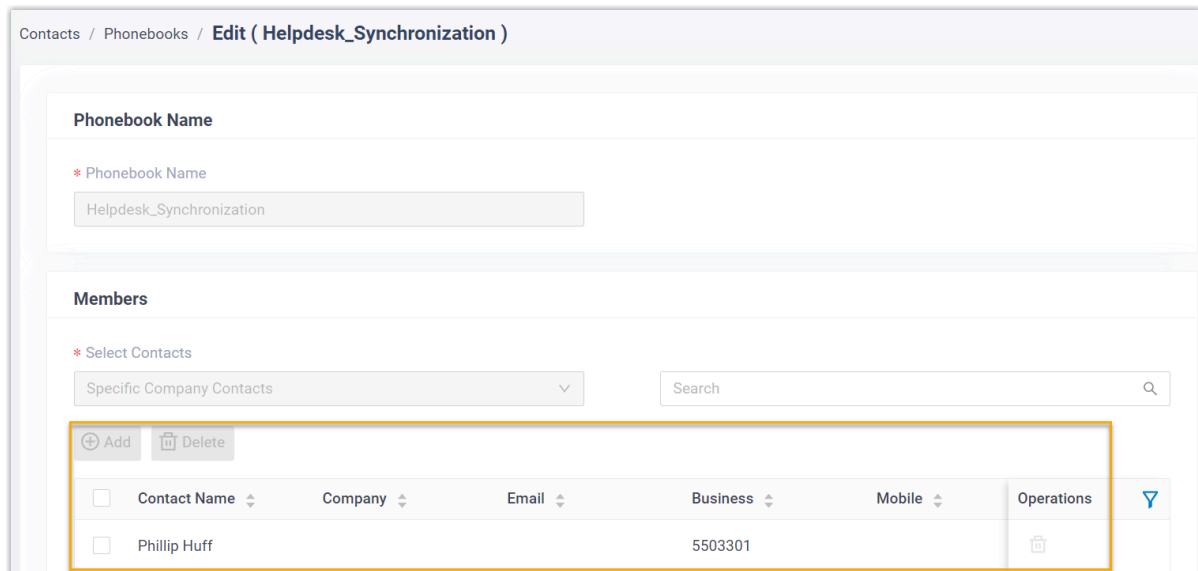 Contacts / Phonebooks / Edit ( Helpdesk_Synchronization )
Phonebook Name
* Phonebook Name
Helpdesk_Synchronization
Members
* Select Contacts
Specific Company Contacts Search
Add Delete
Contact Name Company Email Business Mobile Operations
Phillip Huff 5503301